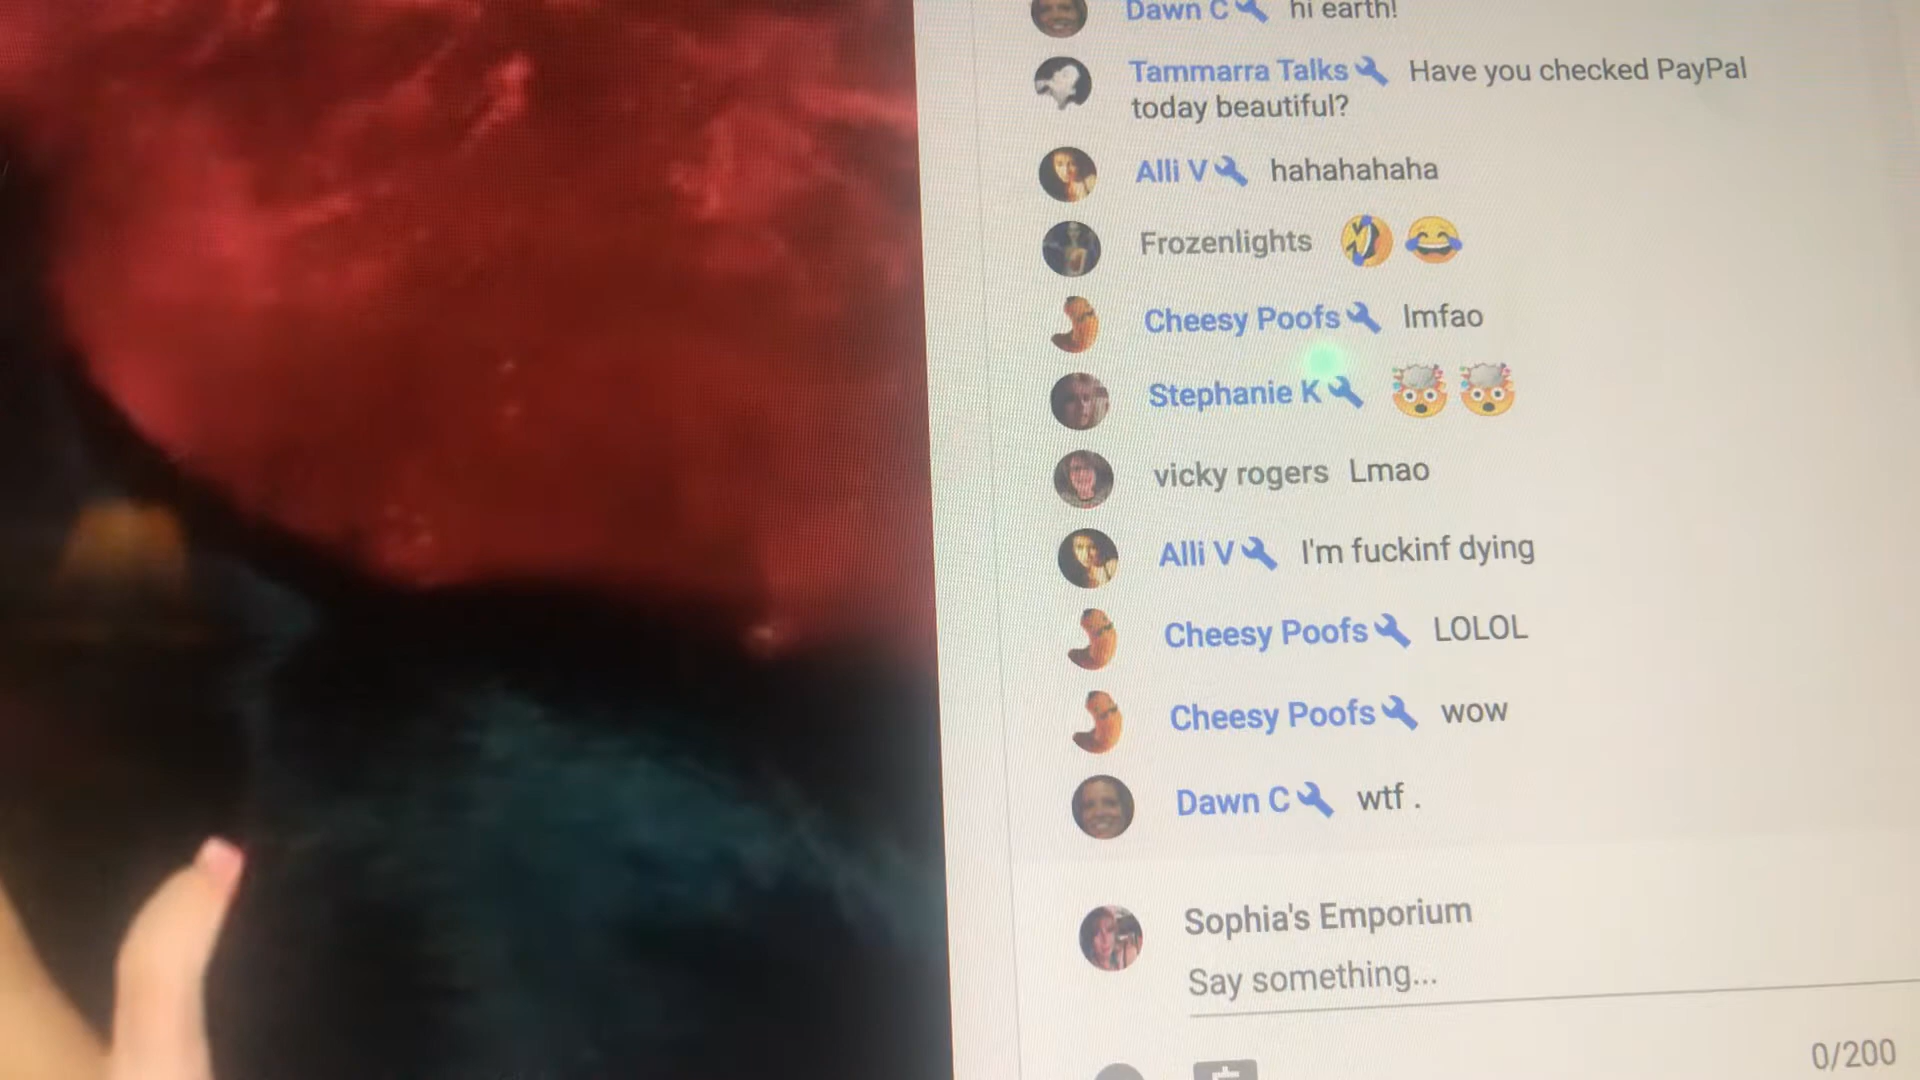 Dawn C hi earth!
Tammarra Talks Have you checked PayPal
today beautiful?
Alli V hahahahaha
Frozenlights 🤣 😂
Cheesy Poofs lmfao
Stephanie K 🤯 🤯
vicky rogers Lmao
Alli V I'm fuckinf dying
Cheesy Poofs LOLOL
Cheesy Poofs wow
Dawn C wtf .
Sophia's Emporium
Say something...
0/200